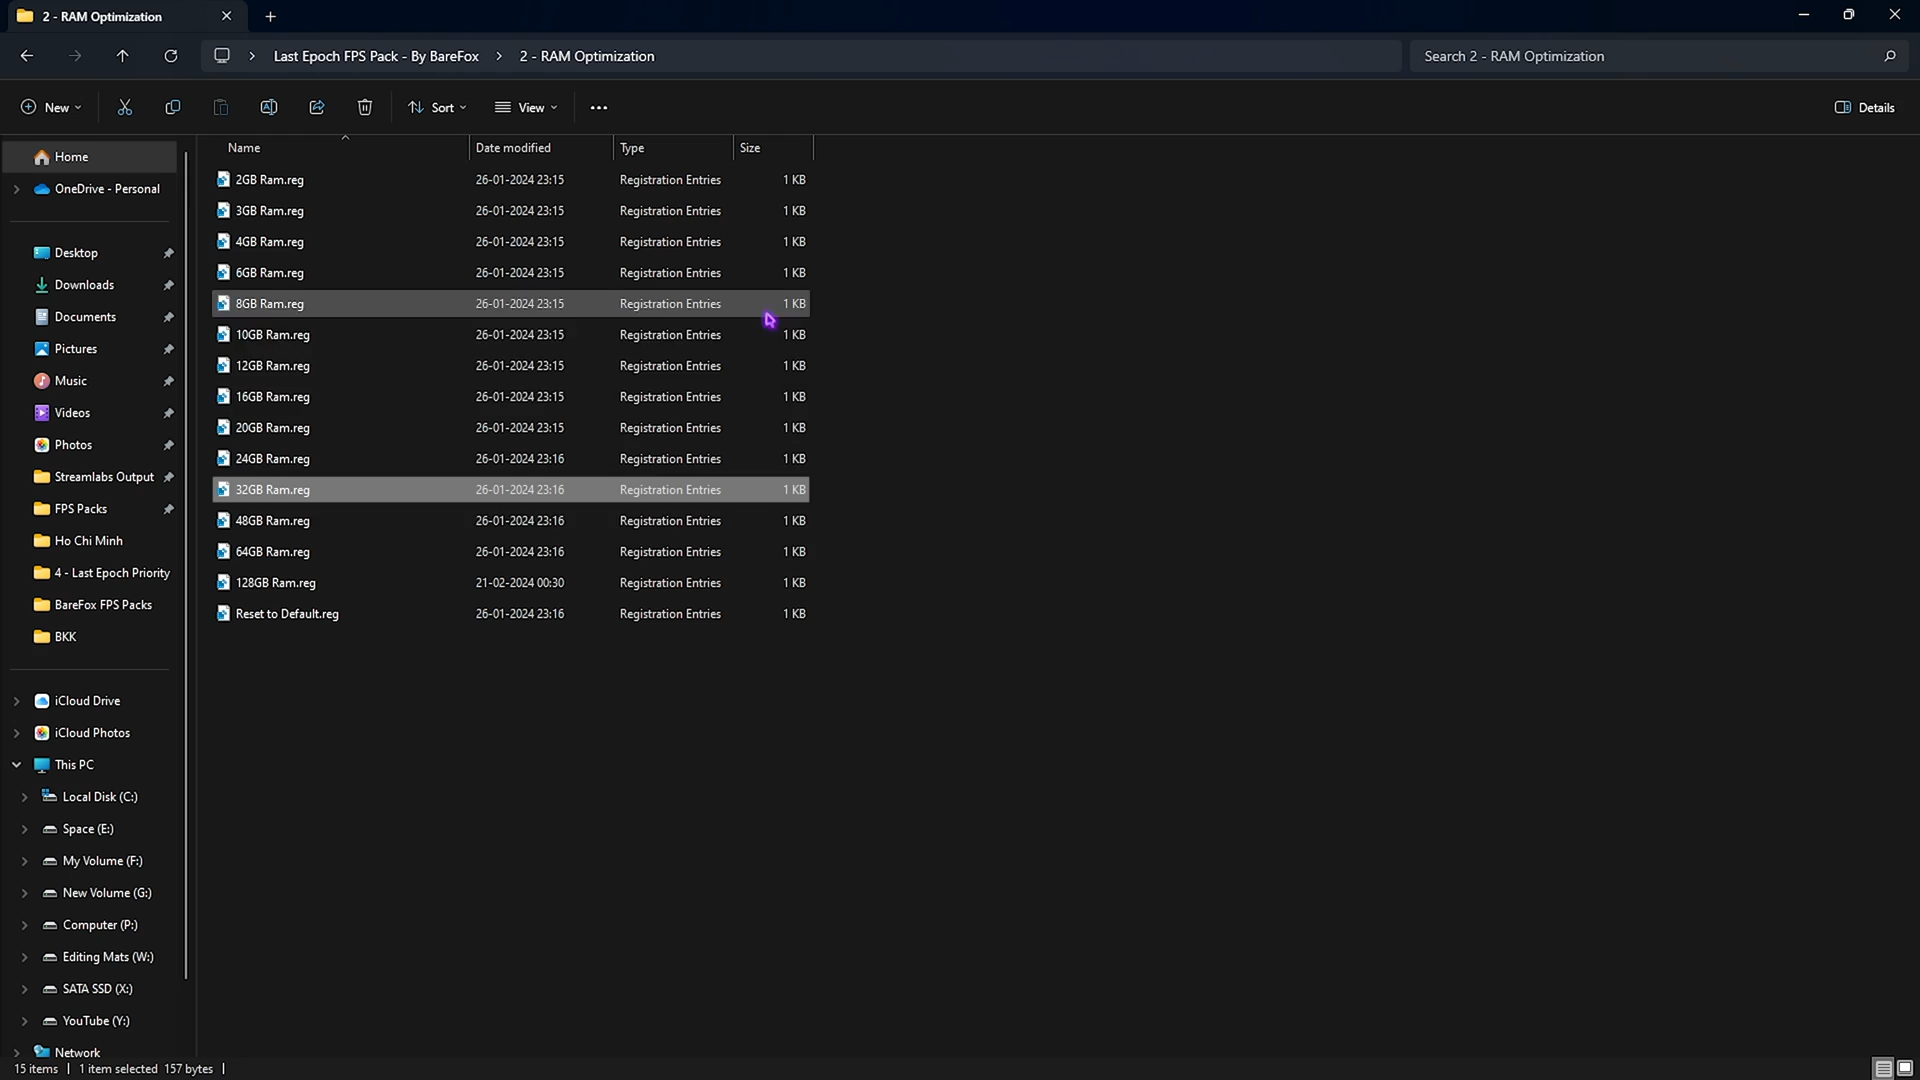 2 - RAM Optimization
Last Epoch FPS Pack - By BareFox > 2 - RAM Optimization
Search 2 - RAM Optimization
New
Sort
View
Details
Name Date modified Type Size
2GB Ram.reg 26-01-2024 23:15 Registration Entries 1 KB
3GB Ram.reg 26-01-2024 23:15 Registration Entries 1 KB
4GB Ram.reg 26-01-2024 23:15 Registration Entries 1 KB
6GB Ram.reg 26-01-2024 23:15 Registration Entries 1 KB
8GB Ram.reg 26-01-2024 23:15 Registration Entries 1 KB
10GB Ram.reg 26-01-2024 23:15 Registration Entries 1 KB
12GB Ram.reg 26-01-2024 23:15 Registration Entries 1 KB
16GB Ram.reg 26-01-2024 23:15 Registration Entries 1 KB
20GB Ram.reg 26-01-2024 23:15 Registration Entries 1 KB
24GB Ram.reg 26-01-2024 23:16 Registration Entries 1 KB
32GB Ram.reg 26-01-2024 23:16 Registration Entries 1 KB
48GB Ram.reg 26-01-2024 23:16 Registration Entries 1 KB
64GB Ram.reg 26-01-2024 23:16 Registration Entries 1 KB
128GB Ram.reg 21-02-2024 00:30 Registration Entries 1 KB
Reset to Default.reg 26-01-2024 23:16 Registration Entries 1 KB
Home
OneDrive - Personal
Desktop
Downloads
Documents
Pictures
Music
Videos
Photos
Streamlabs Output
FPS Packs
Ho Chi Minh
4 - Last Epoch Priority
BareFox FPS Packs
BKK
iCloud Drive
iCloud Photos
This PC
Local Disk (C:)
Space (E:)
My Volume (F:)
New Volume (G:)
Computer (P:)
Editing Mats (W:)
SATA SSD (X:)
YouTube (Y:)
Network
15 items | 1 item selected 157 bytes |